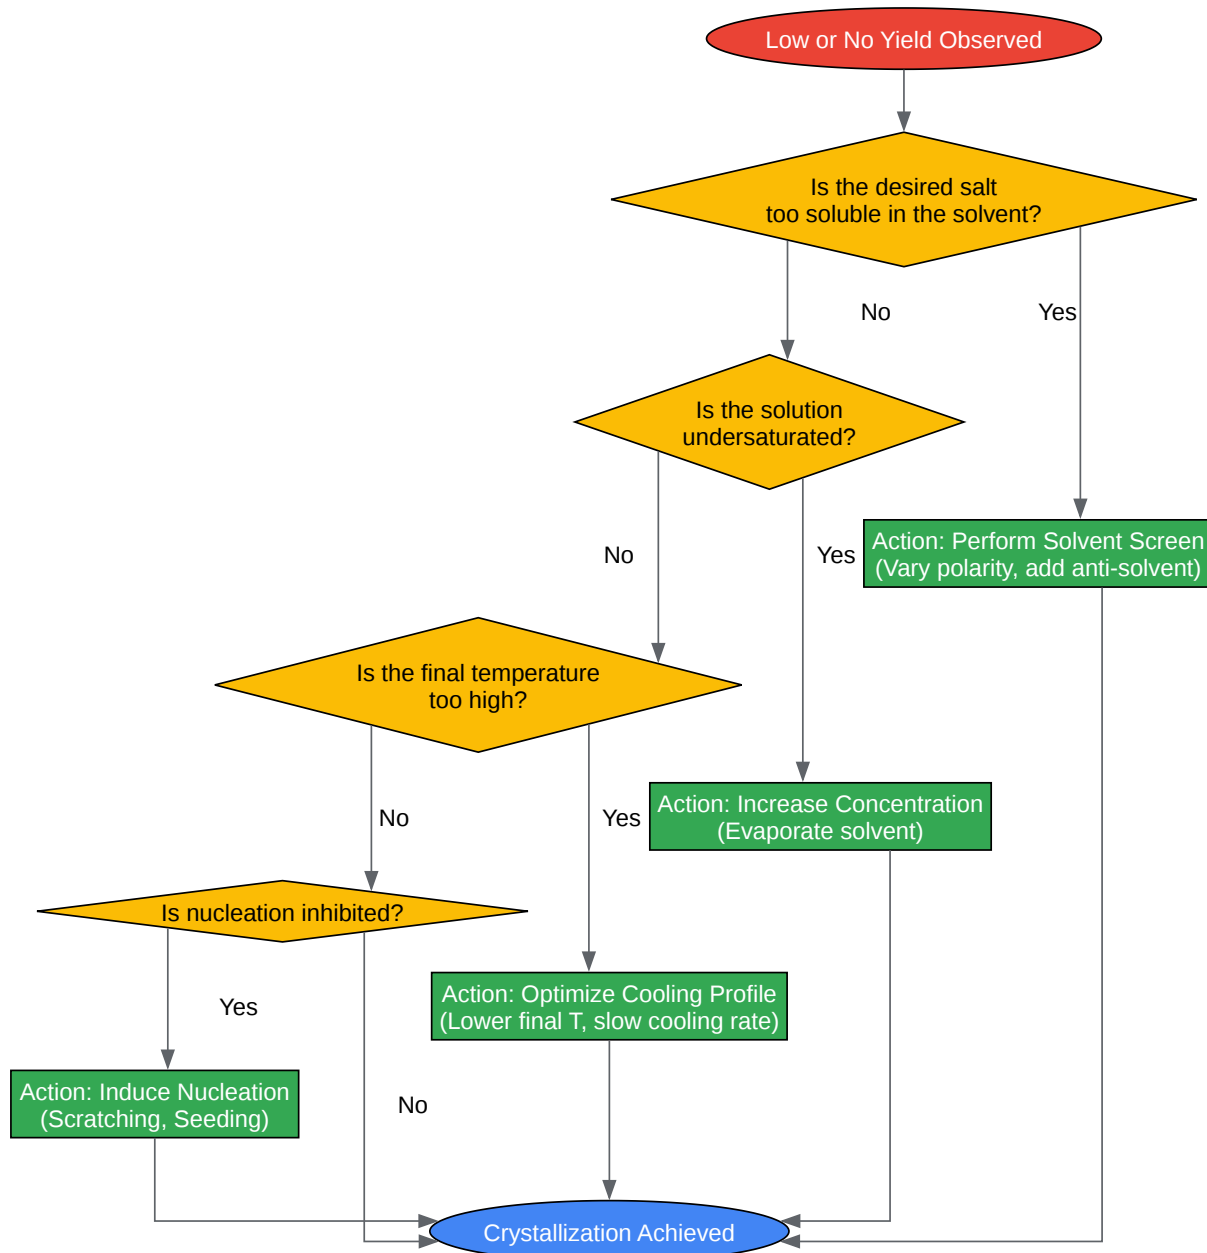 Low or No Yield Observed
Is the desired salt
too soluble in the solvent?
No
Yes
Is the solution
undersaturated?
No
Yes
Action: Perform Solvent Screen
(Vary polarity, add anti-solvent)
Is the final temperature
too high?
No
Yes
Action: Increase Concentration
(Evaporate solvent)
Is nucleation inhibited?
Yes
No
Action: Optimize Cooling Profile
(Lower final T, slow cooling rate)
Action: Induce Nucleation
(Scratching, Seeding)
Crystallization Achieved